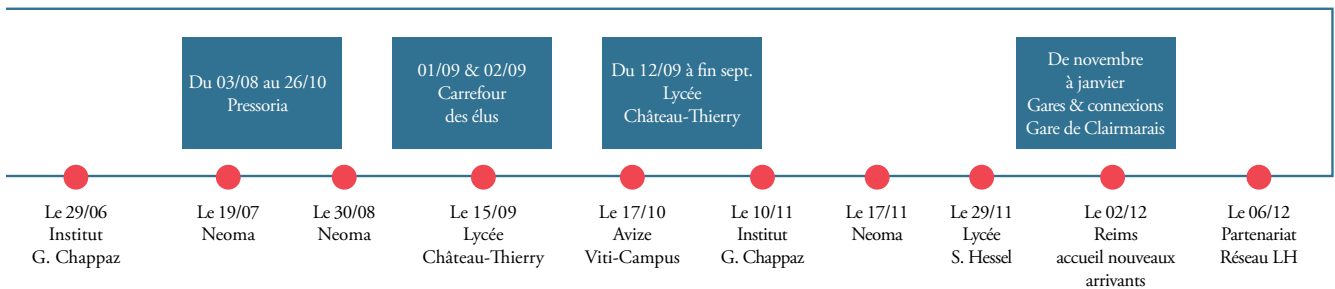 Du 03/08 au 26/10
Pressoria
01/09 & 02/09
Carrefour
des élus
Du 12/09 à fin sept.
Lycée
Château-Thierry
De novembre
à janvier
Gares & connexions
Gare de Clairmarais
Le 29/06
Institut
G. Chappaz
Le 19/07
Neoma
Le 30/08
Neoma
Le 15/09
Lycée
Château-Thierry
Le 17/10
Avize
Viti-Campus
Le 10/11
Institut
G. Chappaz
Le 17/11
Neoma
Le 29/11
Lycée
S. Hessel
Le 02/12
Reims
accueil nouveaux
arrivants
Le 06/12
Partenariat
Réseau LH